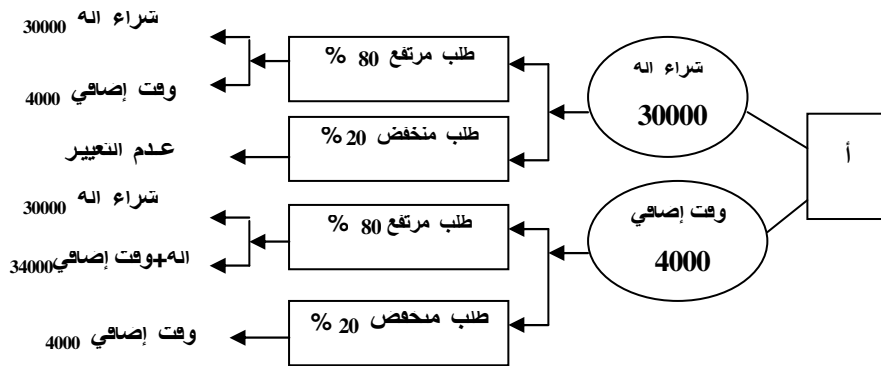 أ
شراء اله
30000
طلب مرتفع 80 %
شراء اله 30000
وقت إضافي 4000
طلب منخفض 20 %
عدم التغيير
وقت إضافي
4000
طلب مرتفع 80 %
شراء اله 30000
اله+وقت إضافي 34000
طلب منخفض 20 %
وقت إضافي 4000